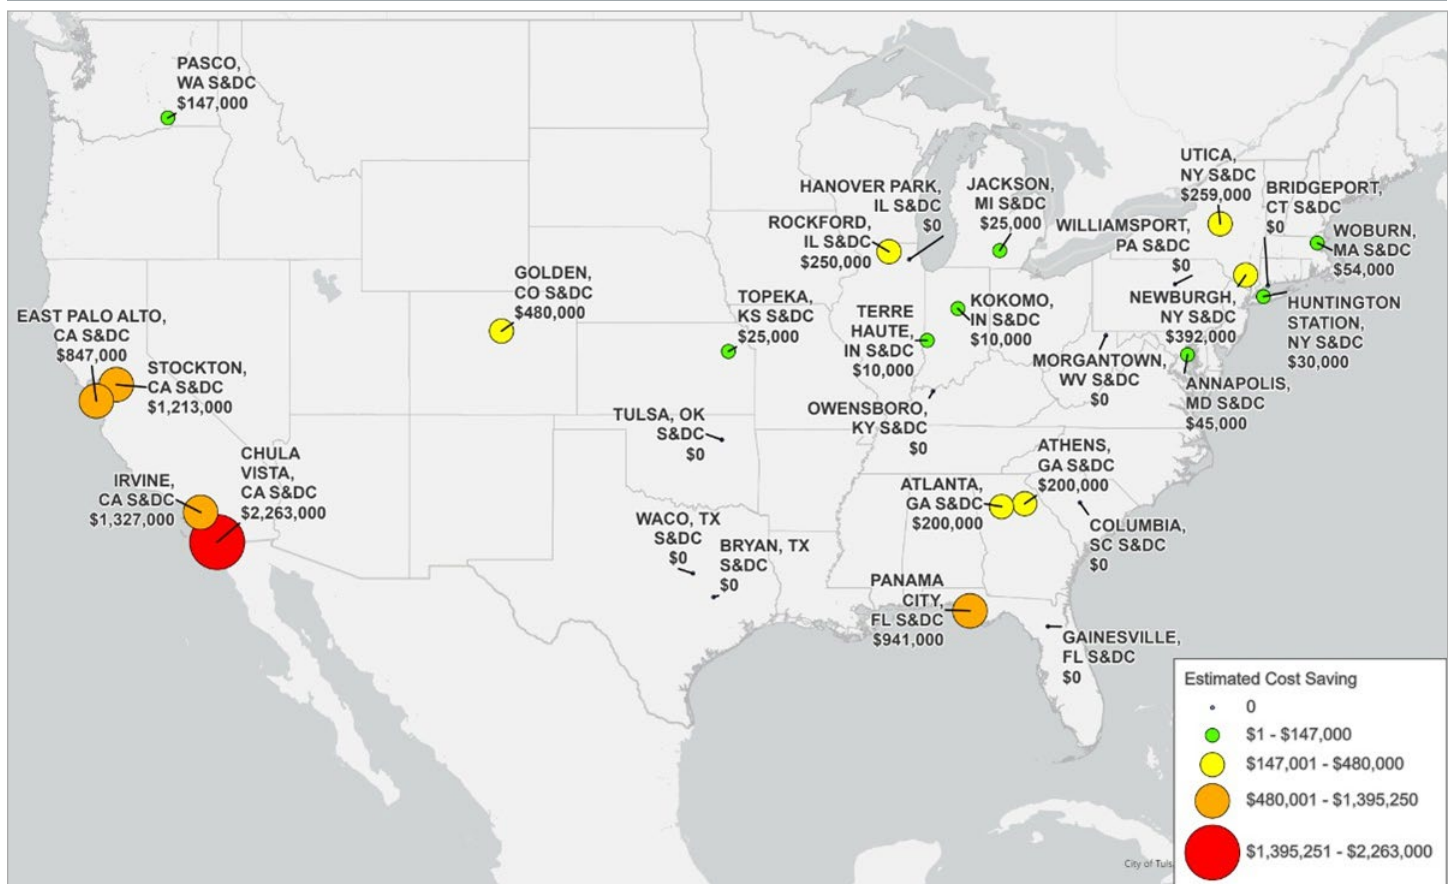 PASCO,
WA S&DC
$147,000
UTICA,
NY S&DC
$259,000
HANOVER PARK,
IL S&DC
$0
JACKSON,
MI S&DC
$25,000
BRIDGEPORT,
CT S&DC
$0
ROCKFORD,
IL S&DC
$250,000
WILLIAMSPORT,
PA S&DC
$0
WOBURN,
MA S&DC
$54,000
GOLDEN,
CO S&DC
$480,000
TOPEKA,
KS S&DC
$25,000
TERRE
HAUTE,
IN S&DC
$10,000
KOKOMO,
IN S&DC
$10,000
NEWBURGH,
NY S&DC
$392,000
HUNTINGTON
STATION,
NY S&DC
$30,000
EAST PALO ALTO,
CA S&DC
$847,000
STOCKTON,
CA S&DC
$1,213,000
MORGANTOWN,
WV S&DC
$0
ANNAPOLIS,
MD S&DC
$45,000
OWENSBORO,
KY S&DC
$0
TULSA, OK
S&DC
$0
ATHENS,
GA S&DC
$200,000
CHULA
VISTA,
CA S&DC
$2,263,000
IRVINE,
CA S&DC
$1,327,000
ATLANTA,
GA S&DC
$200,000
WACO, TX
S&DC
$0
BRYAN, TX
S&DC
$0
COLUMBIA,
SC S&DC
$0
PANAMA
CITY,
FL S&DC
$941,000
GAINESVILLE,
FL S&DC
$0
Estimated Cost Saving
0
$1 - $147,000
$147,001 - $480,000
$480,001 - $1,395,250
$1,395,251 - $2,263,000
City of Tuls